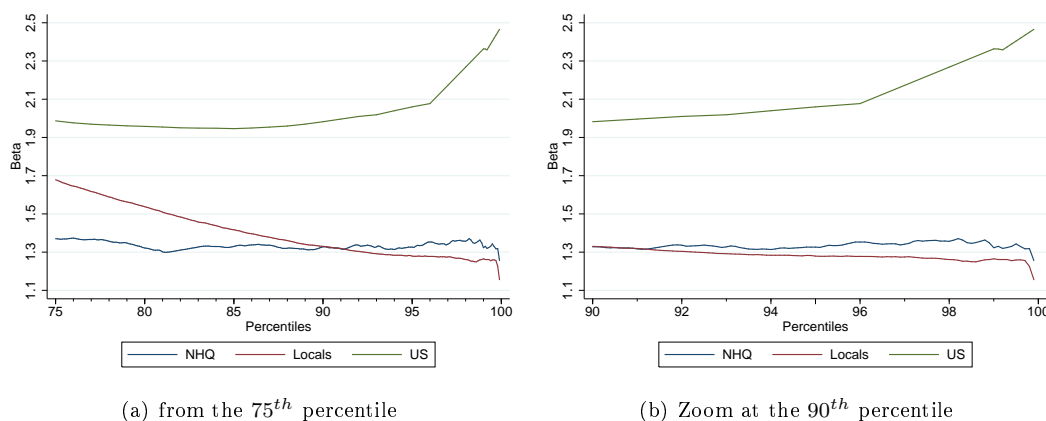 2.5
2.3
2.1
1.9
1.7
1.5
1.3
1.1
Beta
75 80 85 90 95 100
Percentiles
NHQ Locals US
(a) from the 75th percentile
2.5
2.3
2.1
1.9
1.7
1.5
1.3
1.1
Beta
90 92 94 96 98 100
Percentiles
NHQ Locals US
(b) Zoom at the 90th percentile